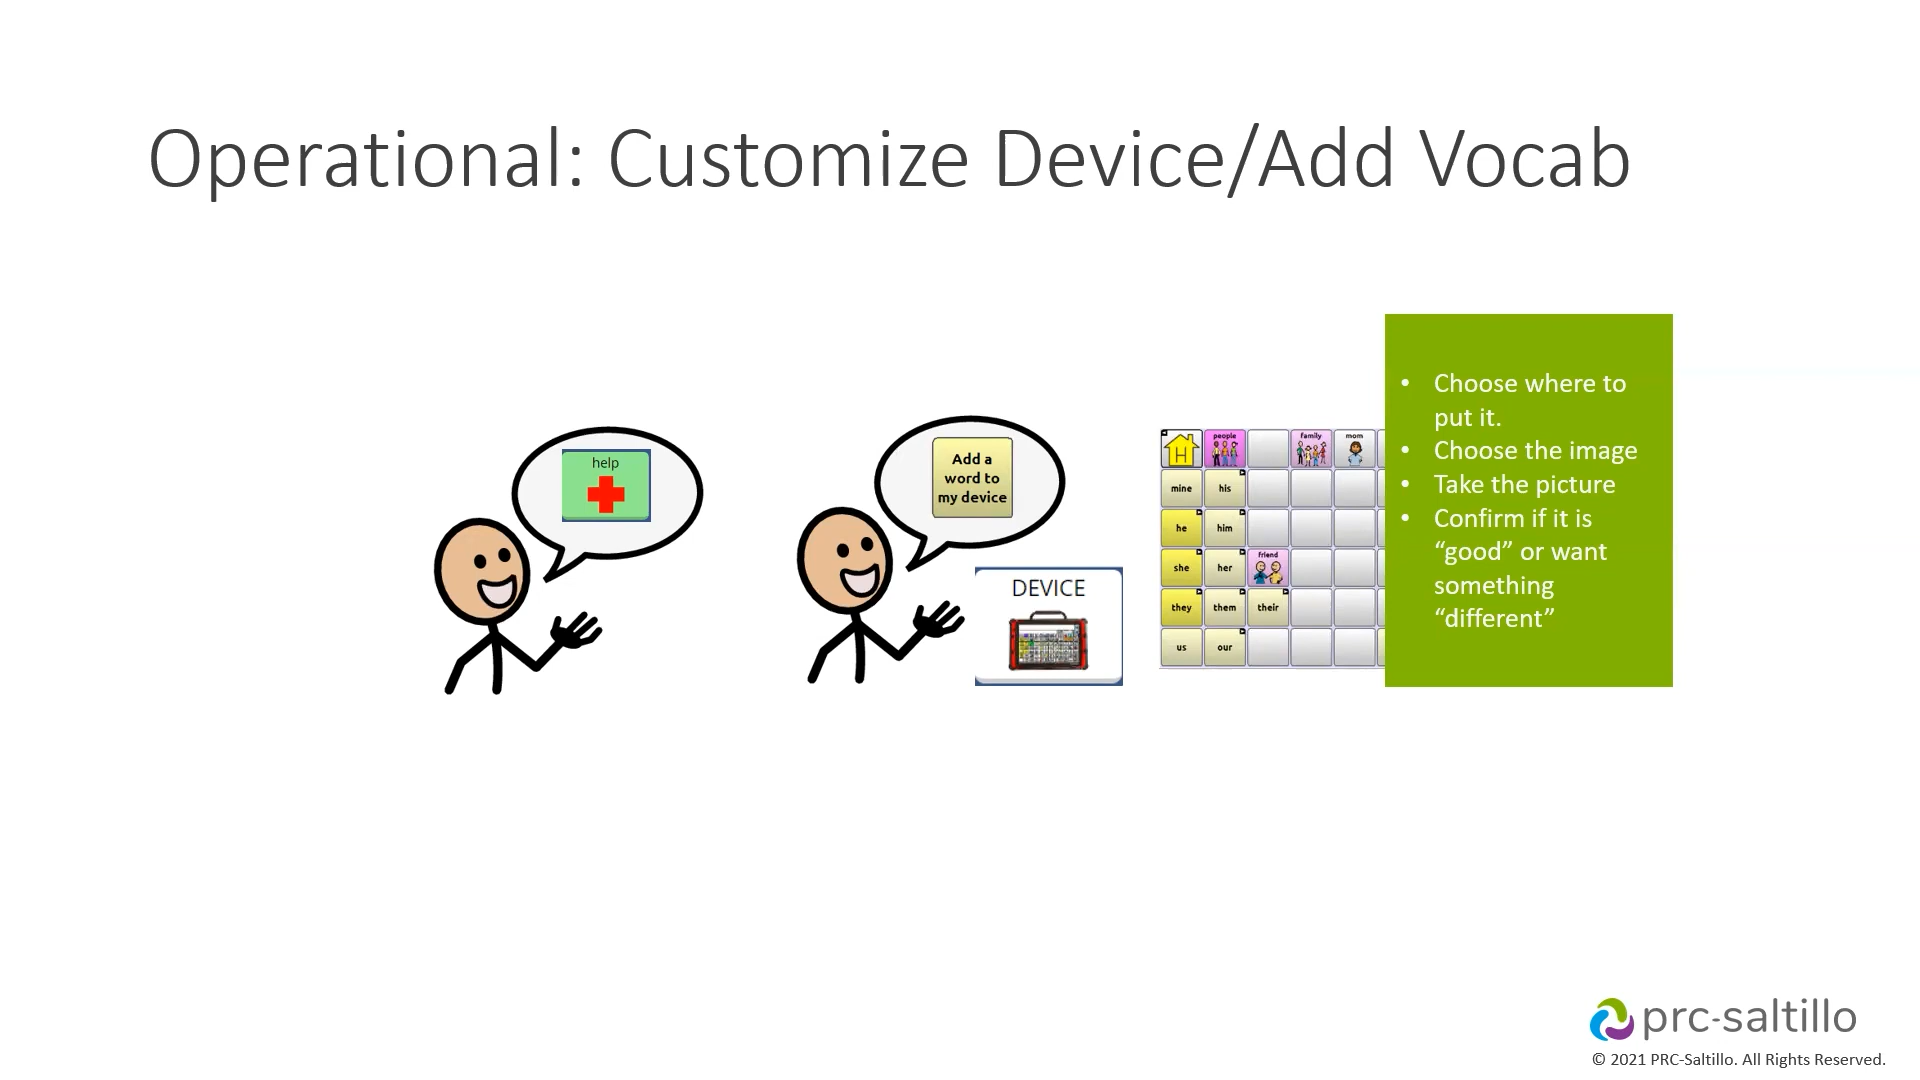 Operational: Customize Device/Add Vocab
help
Add a
word to
my device
DEVICE
people
family
mom
mine
his
he
him
friend
she
her
they
them
their
us
our
H
• Choose where to
put it.
• Choose the image
• Take the picture
• Confirm if it is
“good” or want
something
“different”
prc-saltillo
© 2021 PRC-Saltillo. All Rights Reserved.